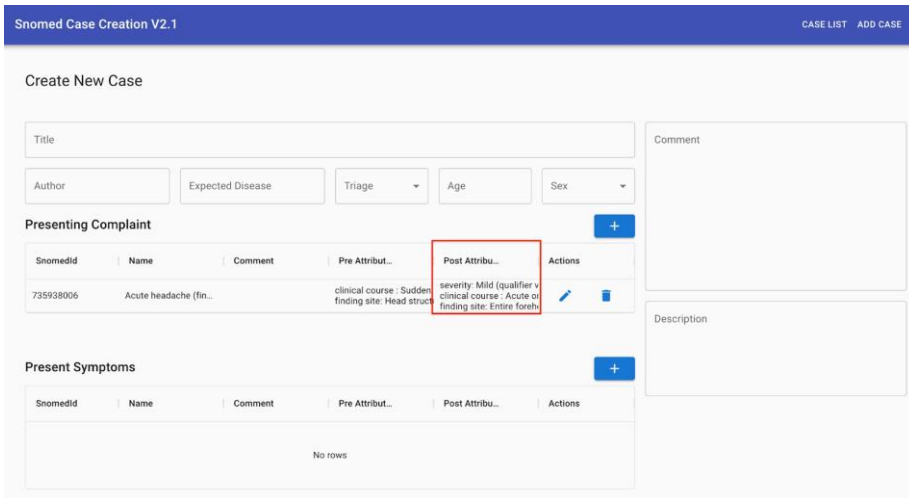 Snomed Case Creation V2.1
CASE LIST ADD CASE
Create New Case
Title
Comment
Author
Expected Disease
Triage
Age
Sex
Presenting Complaint
+
SnomedId Name Comment Pre Attribut... Post Attribu... Actions
735938006 Acute headache (fin...
clinical course : Sudden
finding site: Head struct
severity: Mild (qualifier v
clinical course : Acute or
finding site: Entire foreh
Description
Present Symptoms
+
SnomedId Name Comment Pre Attribut... Post Attribu... Actions
No rows